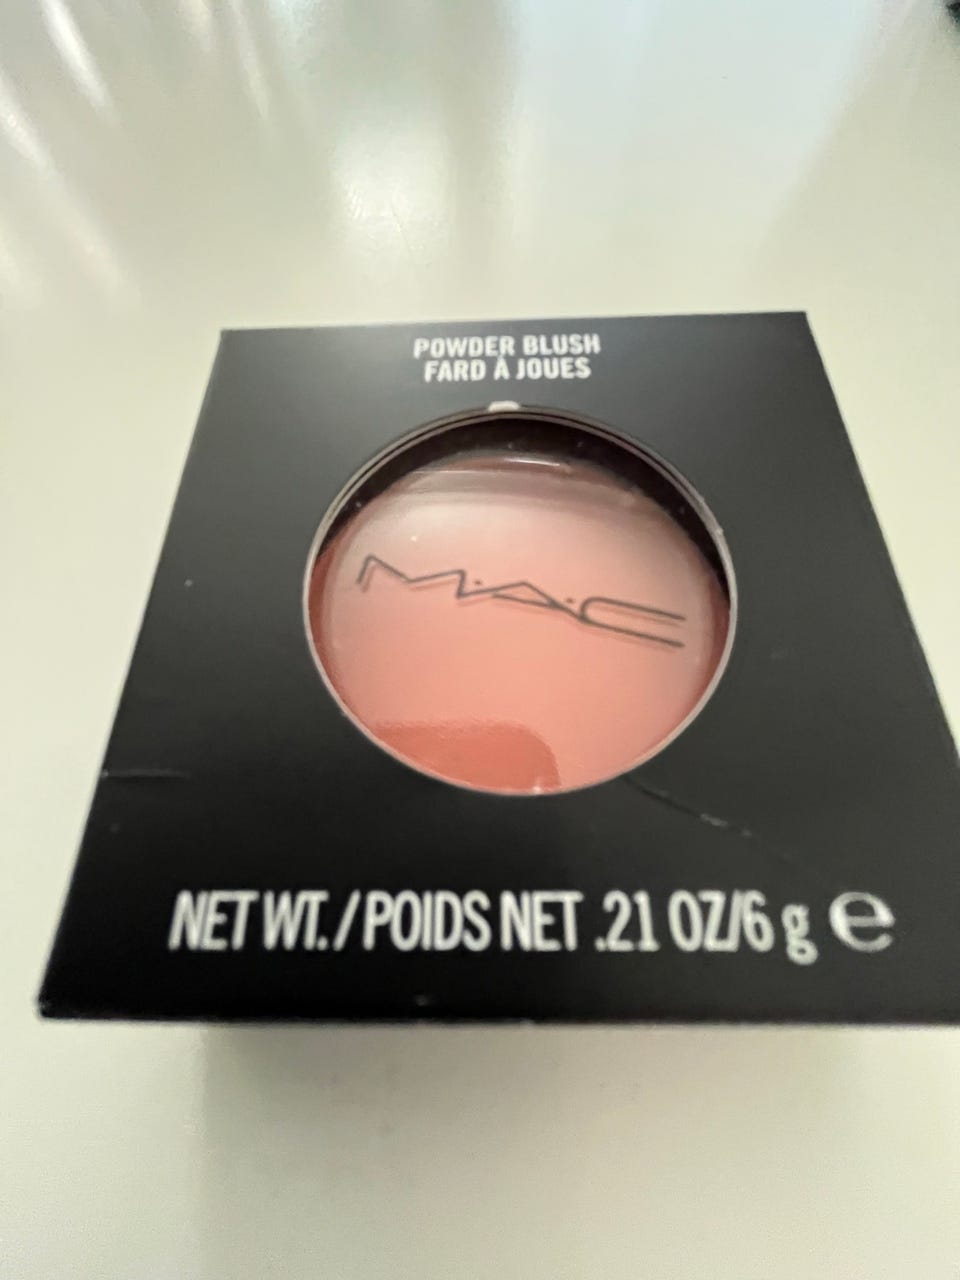 POWDER BLUSH
FARD À JOUES
M·A·C
NET WT./POIDS NET .21 OZ/6 g e